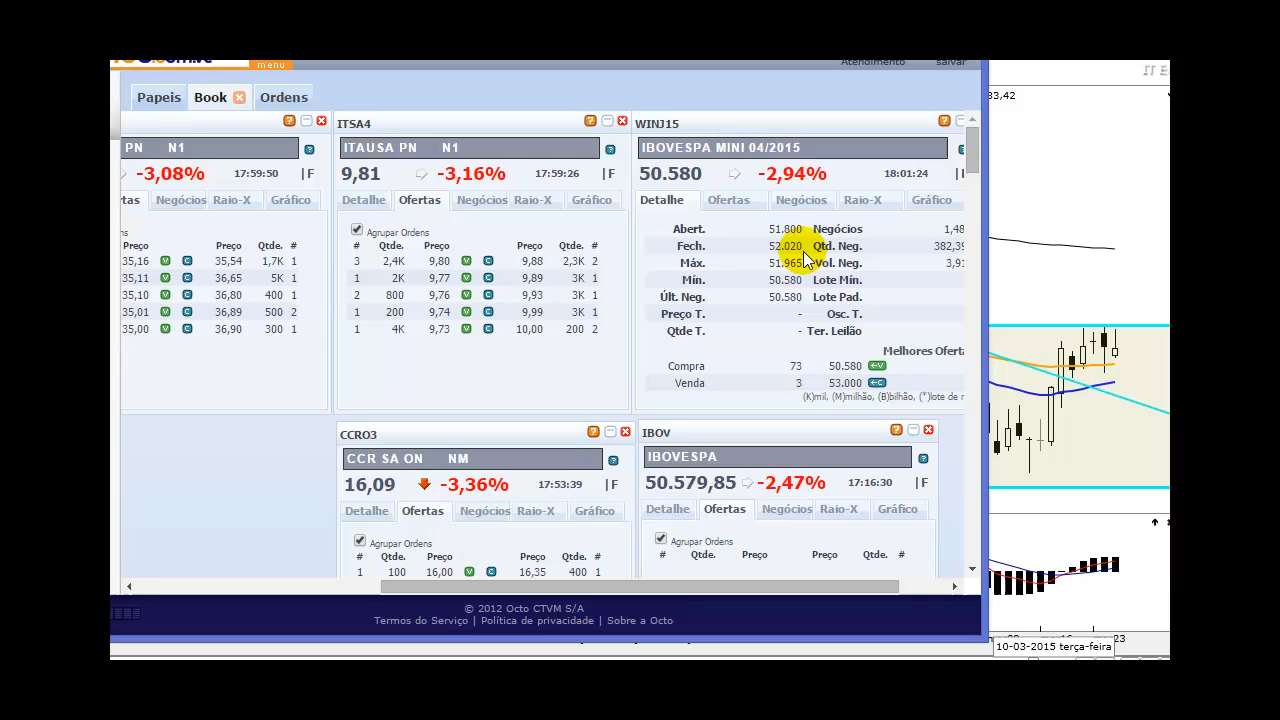 menu
Atendimento salvar
Papeis Book Ordens
PN N1
-3,08% 17:59:50 | F
Negócios Raio-X Gráfico
Preço Preço Qtde. #
35,16 V C 35,54 1,7K 1
35,11 V C 36,65 5K 1
35,10 V C 36,80 400 1
35,01 V C 36,89 500 2
35,00 V C 36,90 300 1
ITSA4
ITAUSA PN N1
9,81 -3,16% 17:59:26 | F
Detalhe Ofertas Negócios Raio-X Gráfico
Agrupar Ordens
# Qtde. Preço Preço Qtde. #
3 2,4K 9,80 V C 9,88 2,3K 2
1 2K 9,77 V C 9,89 3K 1
2 800 9,76 V C 9,93 3K 1
1 200 9,74 V C 9,99 3K 1
1 4K 9,73 V C 10,00 200 2
WINJ15
IBOVESPA MINI 04/2015
50.580 -2,94% 18:01:24
Detalhe Ofertas Negócios Raio-X Gráfico
Abert. 51.800 Negócios 1,48
Fech. 52.020 Qtd. Neg. 382,39
Máx. 51.965 Vol. Neg. 3,91
Mín. 50.580 Lote Mín.
Últ. Neg. 50.580 Lote Pad.
Preço T. - Osc. T.
Qtde T. - Ter. Leilão
Melhores Oferta
Compra 73 50.580 V
Venda 3 53.000 C
(K)mil, (M)milhão, (B)bilhão, (*)lote de
CCRO3
CCR SA ON NM
16,09 -3,36% 17:53:39 | F
Detalhe Ofertas Negócios Raio-X Gráfico
Agrupar Ordens
# Qtde. Preço Preço Qtde. #
1 100 16,00 V C 16,35 400 1
IBOV
IBOVESPA
50.579,85 -2,47% 17:16:30 | F
Detalhe Ofertas Negócios Raio-X Gráfico
Agrupar Ordens
# Qtde. Preço Preço Qtde. #
© 2012 Octo CTVM S/A
Termos do Serviço | Política de privacidade | Sobre a Octo
33,42
23
10-03-2015 terça-feira